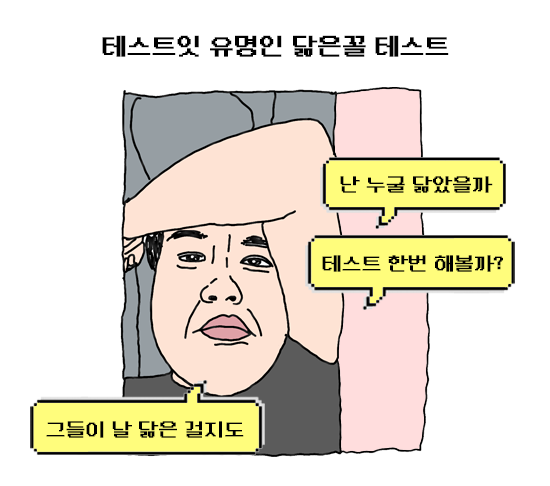 테스트잇 유명인 닮은꼴 테스트
난 누굴 닮았을까
테스트 한번 해볼까?
그들이 날 닮은 걸지도